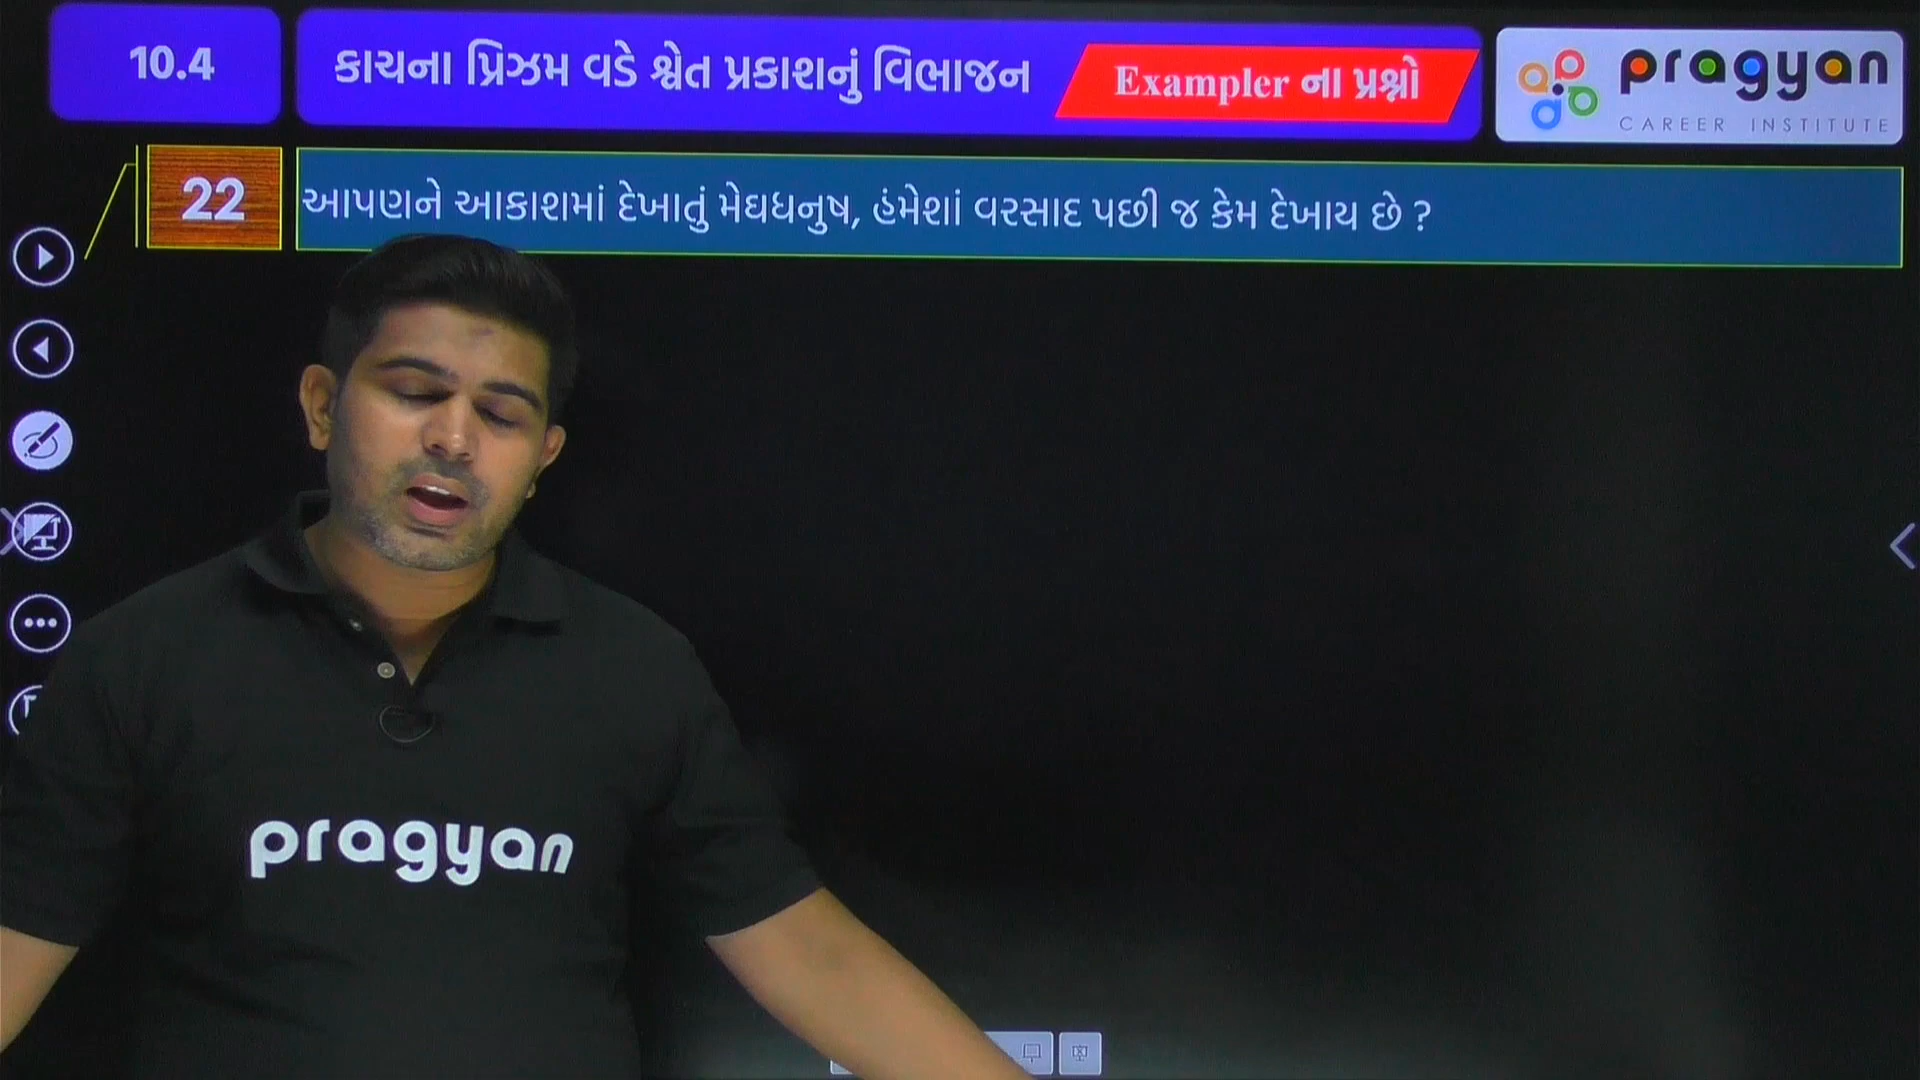 10.4
કાચના પ્રિઝમ વડે શ્વેત પ્રકાશનું વિભાજન
Exampler ના પ્રશ્નો
pragyan
CAREER INSTITUTE
22
આપણને આકાશમાં દેખાતું મેઘધનુષ, હંમેશાં વરસાદ પછી જ કેમ દેખાય છે ?
pragyan